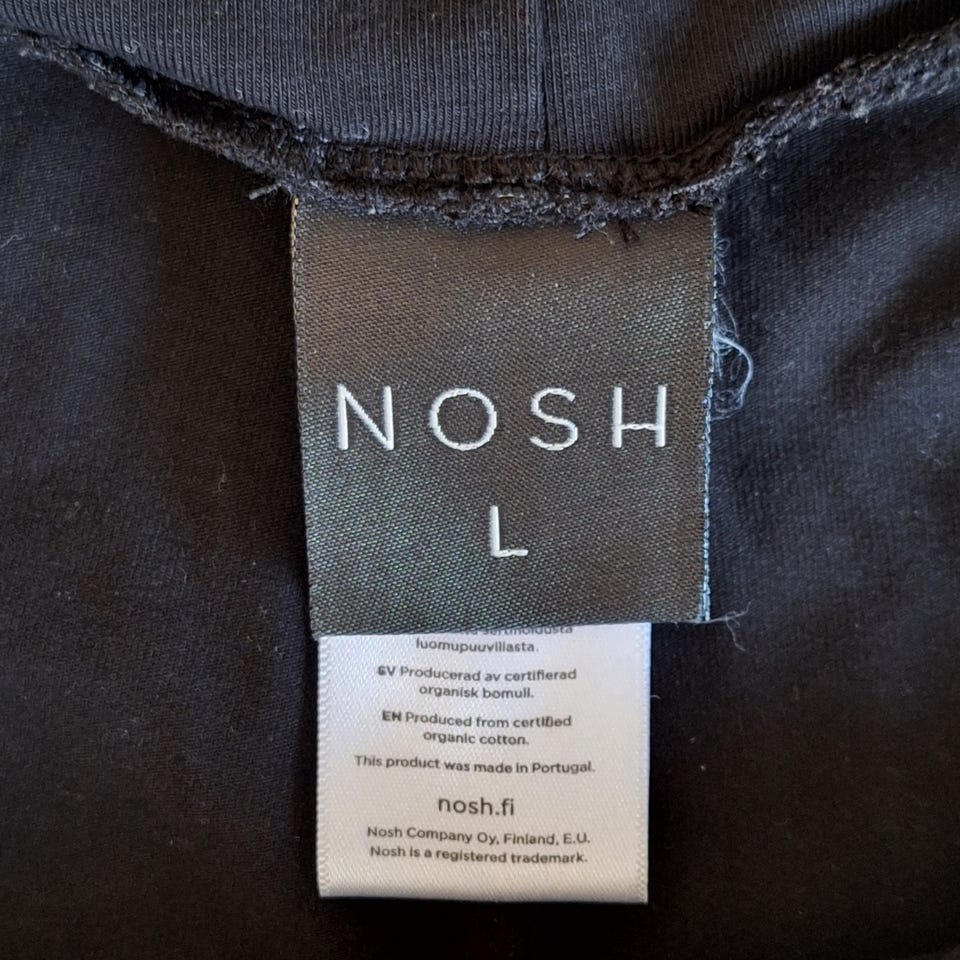 NOSH
L
sertifioidusta
luomupuuvillasta.
SV Producerad av certifierad
organisk bomull.
EN Produced from certified
organic cotton.
This product was made in Portugal.
nosh.fi
Nosh Company Oy, Finland, E.U.
Nosh is a registered trademark.